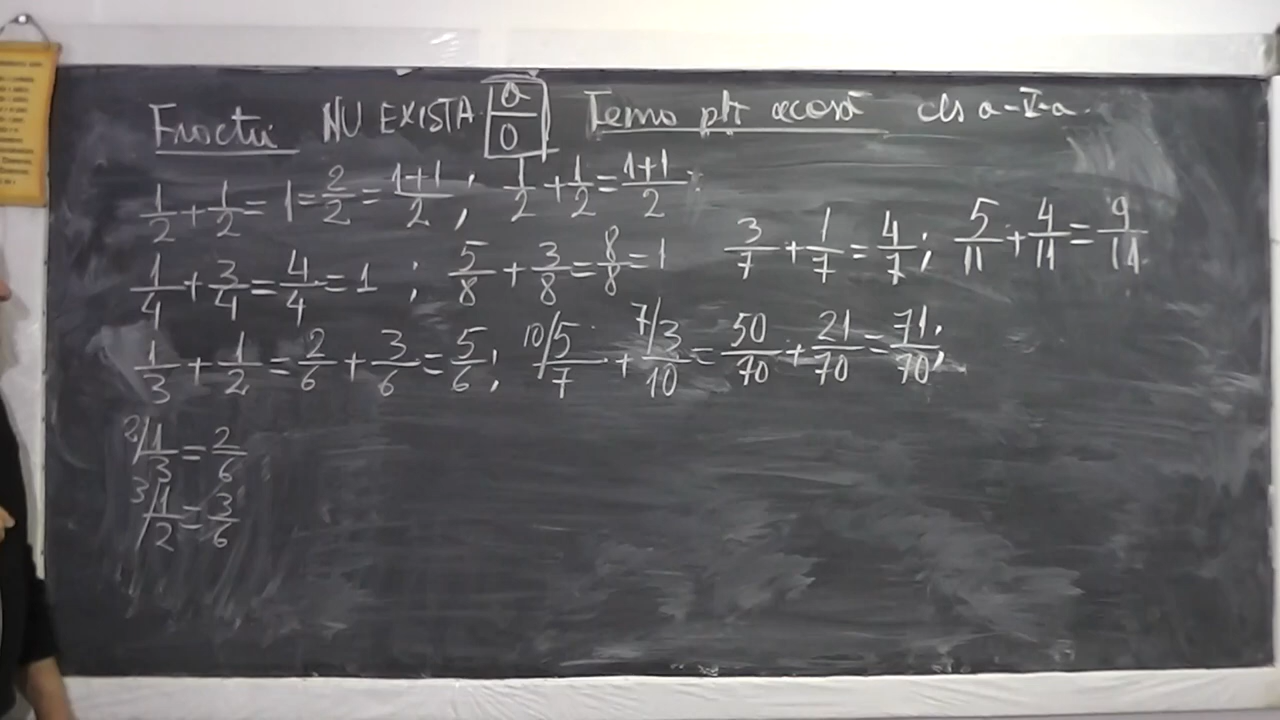 Fractii NU EXISTA a/0 Tema ptr acasă cls a-V-a
1/2 + 1/2 = 1 = 2/2 = (1+1)/2 ; 1/2 + 1/2 = (1+1)/2
1/4 + 3/4 = 4/4 = 1 ; 5/8 + 3/8 = 8/8 = 1 3/7 + 1/7 = 4/7 ; 5/11 + 4/11 = 9/11
1/3 + 1/2 = 2/6 + 3/6 = 5/6 ; 10/ 5/7 + 7/ 3/10 = 50/70 + 21/70 = 71/70 ;
2/ 1/3 = 2/6
3/ 1/2 = 3/6